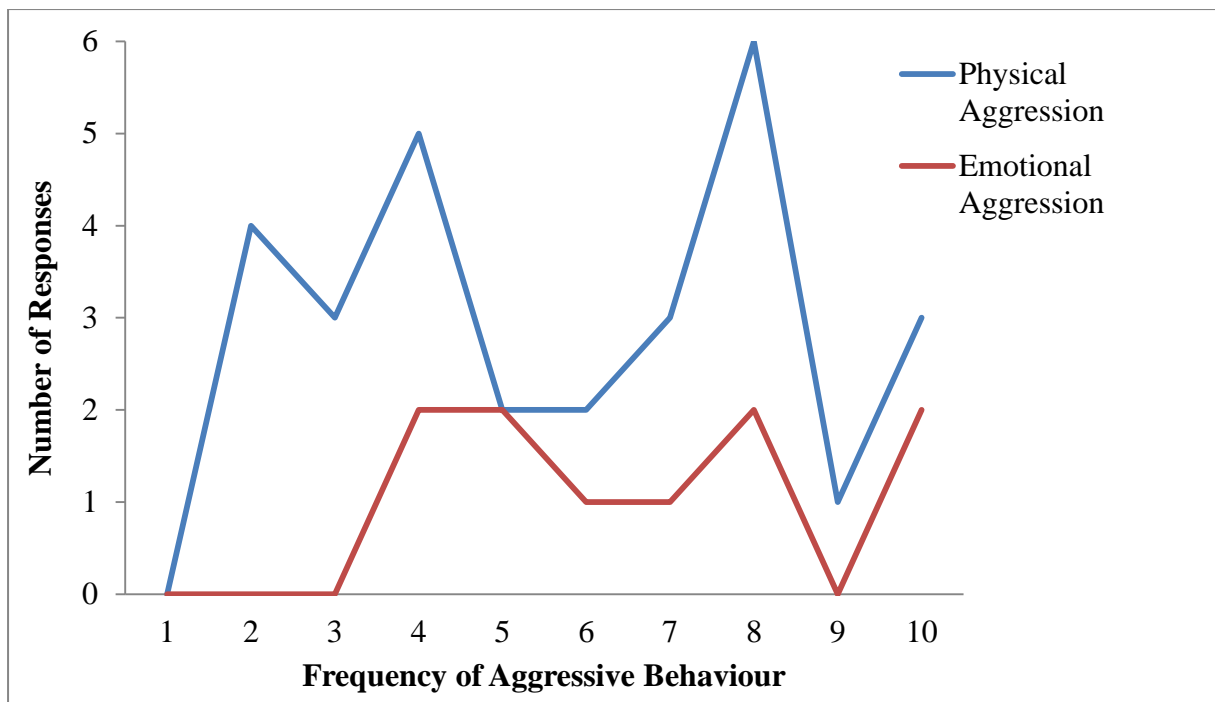 6
5
4
3
2
1
0
Number of Responses
1 2 3 4 5 6 7 8 9 10
Frequency of Aggressive Behaviour
Physical
Aggression
Emotional
Aggression